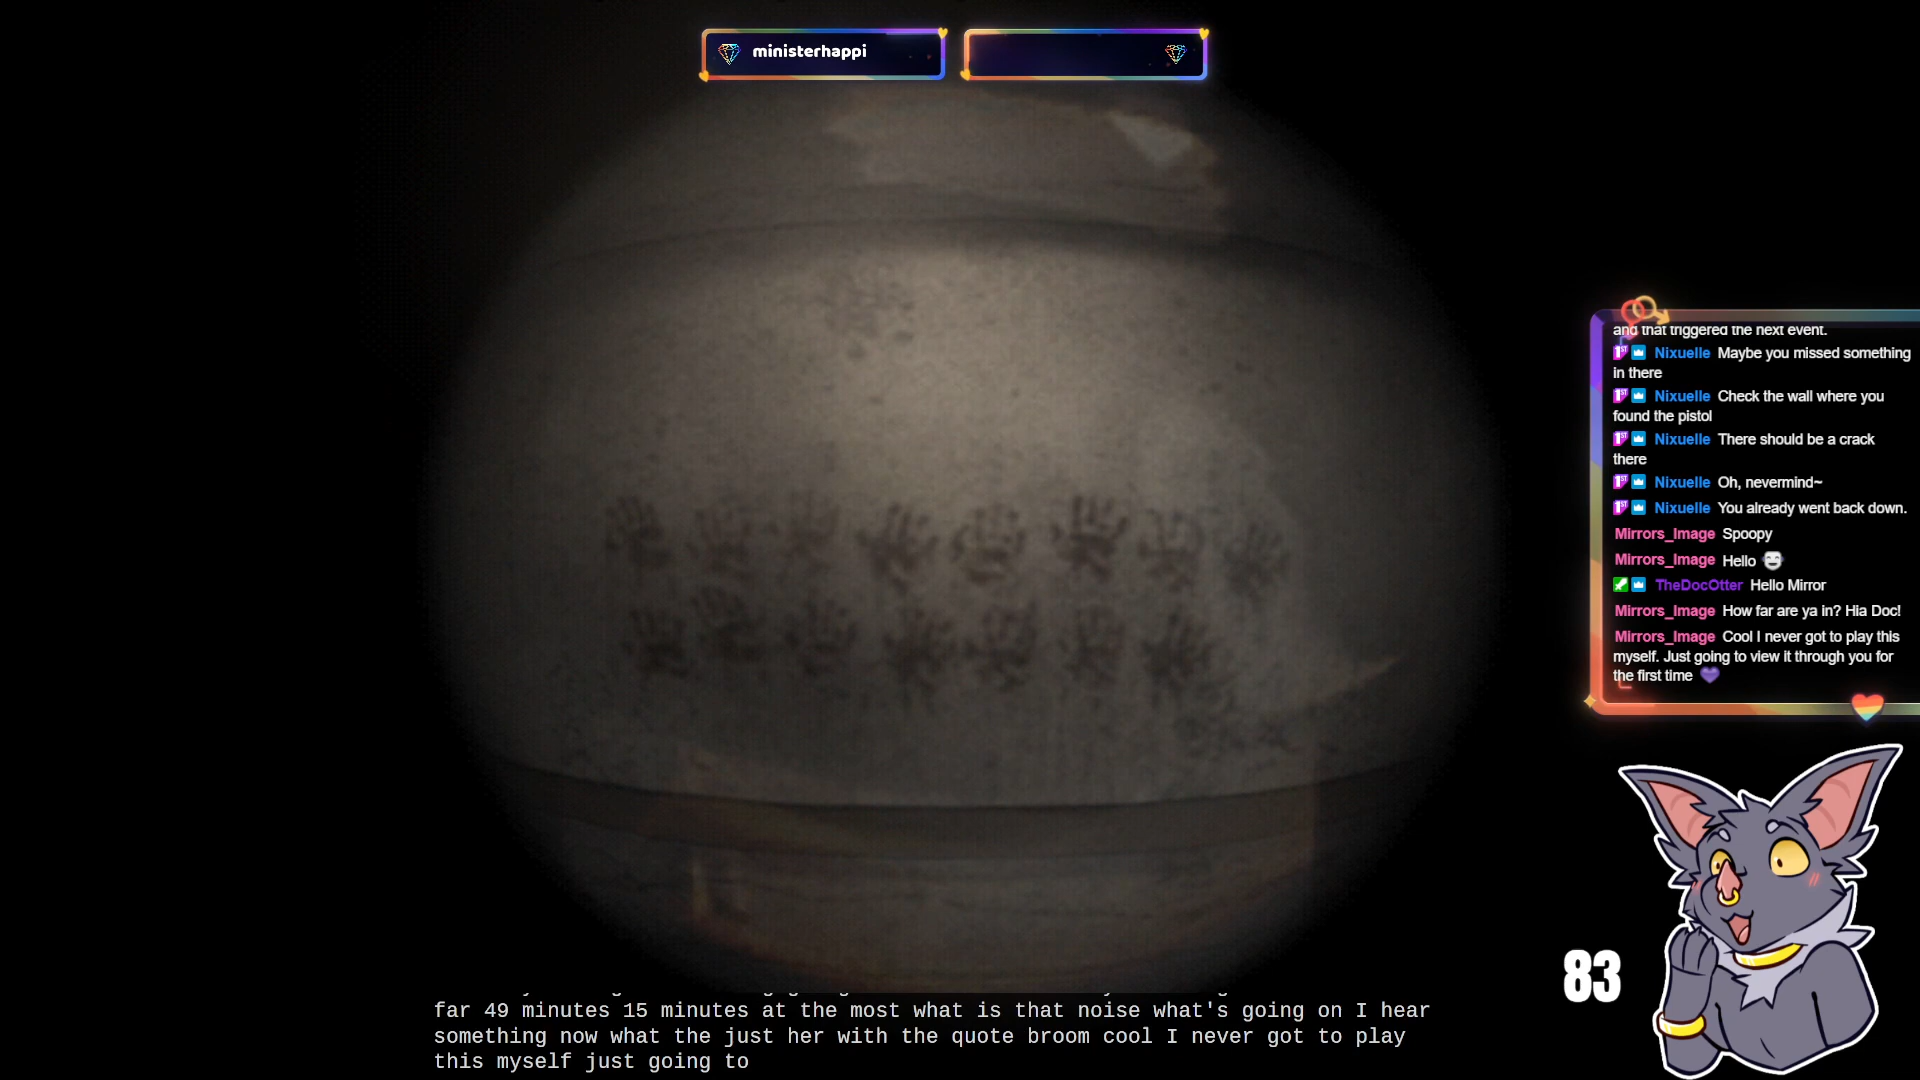 ministerhappi
and that triggered the next event.
Nixuelle Maybe you missed something
in there
Nixuelle Check the wall where you
found the pistol
Nixuelle There should be a crack
there
Nixuelle Oh, nevermind~
Nixuelle You already went back down.
Mirrors_Image Spoopy
Mirrors_Image Hello
TheDocOtter Hello Mirror
Mirrors_Image How far are ya in? Hia Doc!
Mirrors_Image Cool I never got to play this
myself. Just going to view it through you for
the first time
83
far 49 minutes 15 minutes at the most what is that noise what's going on I hear
something now what the just her with the quote broom cool I never got to play
this myself just going to